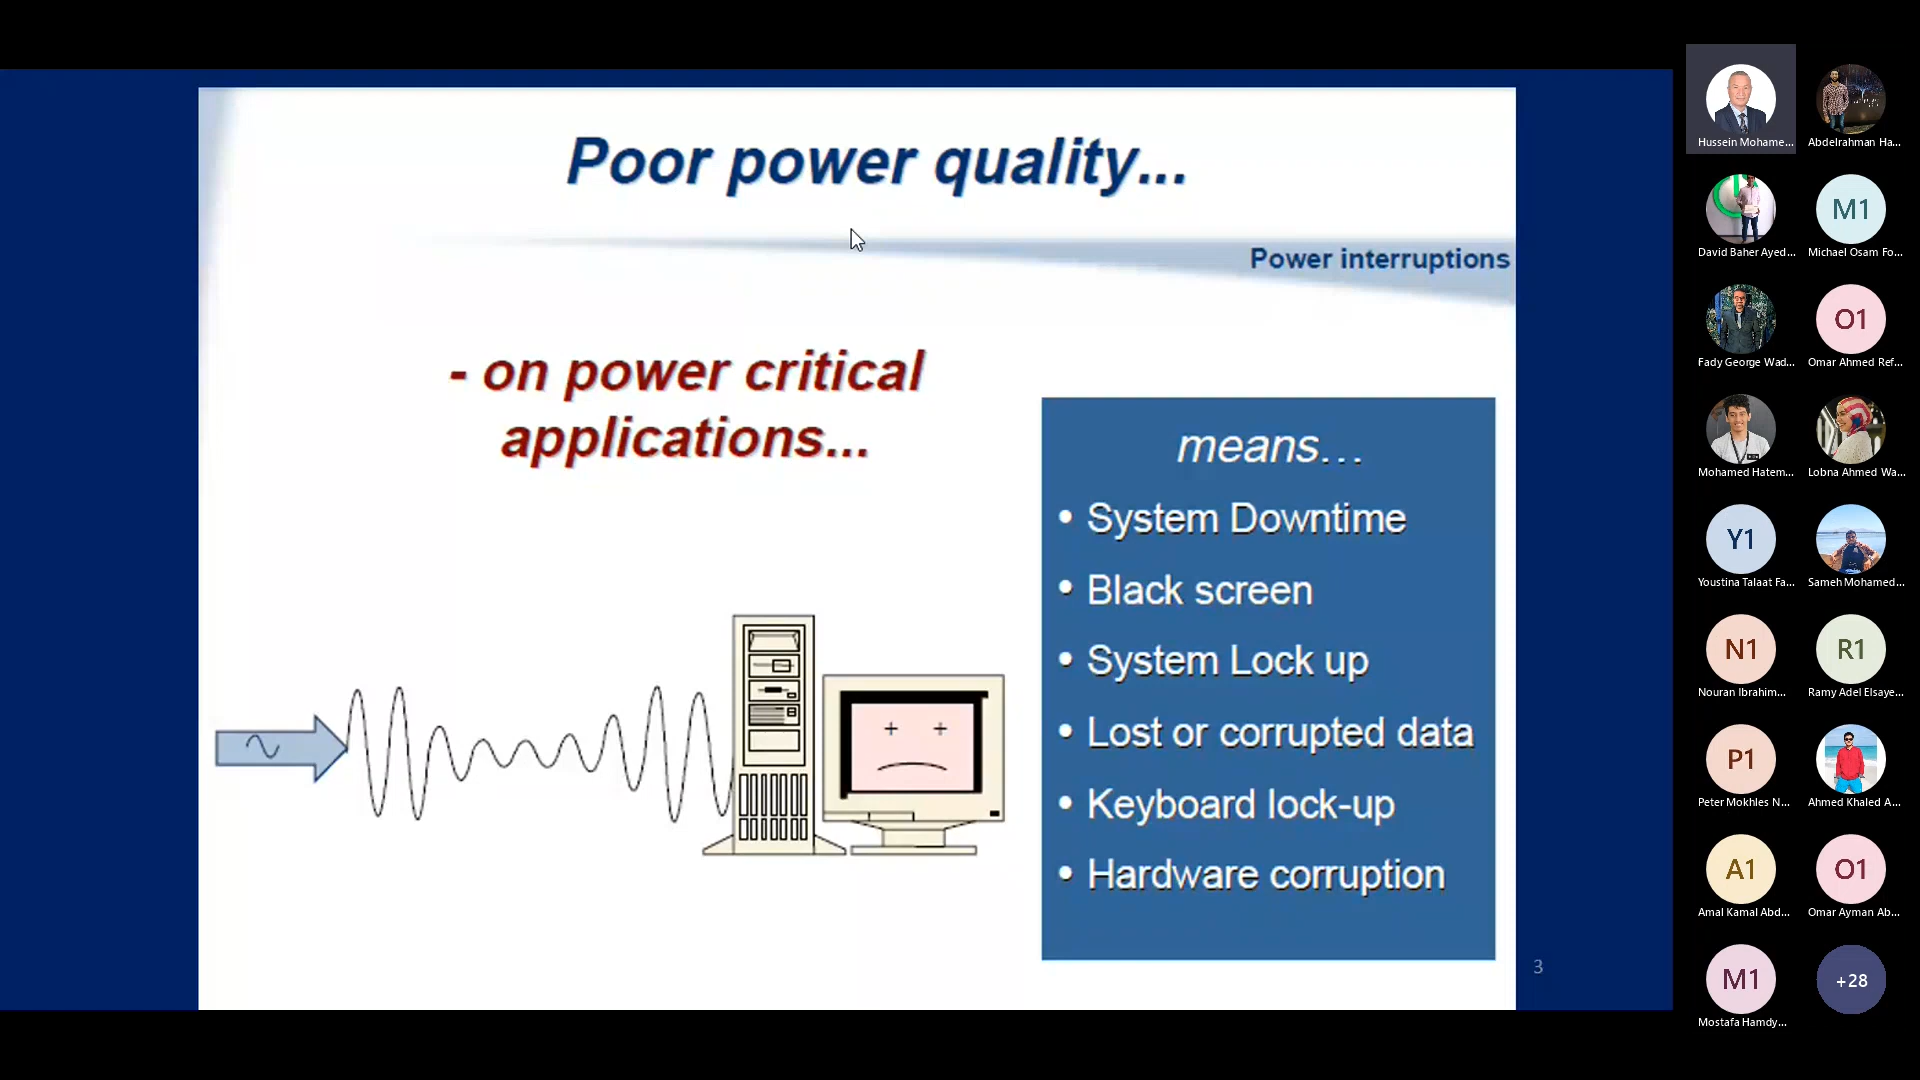 Poor power quality...
Power interruptions
- on power critical
applications...
means...
• System Downtime
• Black screen
• System Lock up
• Lost or corrupted data
• Keyboard lock-up
• Hardware corruption
3
Hussein Mohame...
Abdelrahman Ha...
David Baher Ayed...
M1
Michael Osam Fo...
Fady George Wad...
O1
Omar Ahmed Ref...
Mohamed Hatem...
Lobna Ahmed Wa...
Y1
Youstina Talaat Fa...
Sameh Mohamed...
N1
Nouran Ibrahim...
R1
Ramy Adel Elsaye...
P1
Peter Mokhles N...
Ahmed Khaled A...
A1
Amal Kamal Abd...
O1
Omar Ayman Ab...
M1
Mostafa Hamdy...
+28